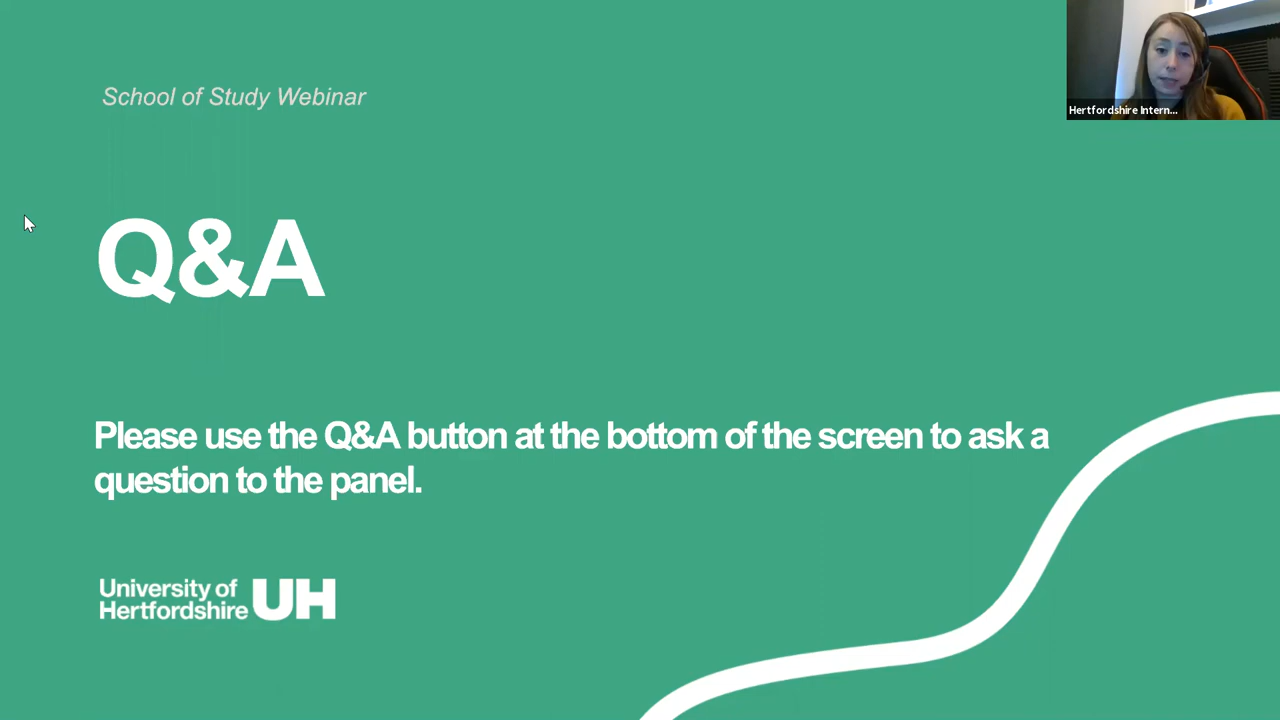 School of Study Webinar
Hertfordshire Intern...
Q&A
Please use the Q&A button at the bottom of the screen to ask a
question to the panel.
University of
Hertfordshire UH